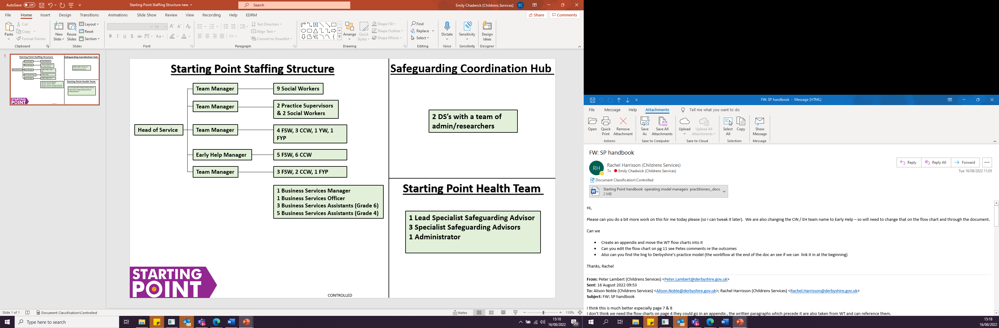 AutoSave Off
Starting Point Staffing Structure new
Search
Emily Chadwick (Childrens Services) EC
File Home Insert Design Transitions Animations Slide Show Review View Recording Help EDRM
Share Comments
Paste
Cut
Copy
Format Painter
Clipboard
New Slide
Reuse Slides
Layout
Reset
Section
Slides
14
Font
Text Direction
Align Text
Convert to SmartArt
Paragraph
Arrange
Quick Styles
Shape Fill
Shape Outline
Shape Effects
Drawing
Find
Replace
Select
Editing
Dictate
Voice
Sensitivity
Sensitivity
Design Ideas
Designer
1
Starting Point Staffing Structure
Head of Service
Team Manager
9 Social Workers
Team Manager
2 Practice Supervisors
& 2 Social Workers
Team Manager
4 FSW, 3 CCW, 1 YW, 1
FYP
Early Help Manager
5 FSW, 6 CCW
Team Manager
3 FSW, 2 CCW, 1 FYP
1 Business Services Manager
1 Business Services Officer
3 Business Services Assistants (Grade 6)
5 Business Services Assistants (Grade 4)
STARTING
POINT
CONTROLLED
Safeguarding Coordination Hub
2 DS's with a team of
admin/researchers
Starting Point Health Team
1 Lead Specialist Safeguarding Advisor
3 Specialist Safeguarding Advisors
1 Administrator
Slide 1 of 1
Document Classification\Controlled
Notes
110%
Type here to search
15:18
16/08/2022
20
FW: SP handbook - Message (HTML)
File Message Help Attachments Tell me what you want to do
Open
Quick Print
Remove Attachment
Actions
Save As
Save All Attachments
Save to Computer
Upload
Upload All Attachments
Save to Cloud
Select All
Copy
Selection
Show Message
Message
FW: SP handbook
RH
Rachel Harrisson (Childrens Services)
To Emily Chadwick (Childrens Services)
Reply Reply All Forward
Tue 16/08/2022 11:05
Document Classification\Controlled
Starting Point handbook operating model managers practitioners_.docx
2 MB
Hi,
Please can you do a bit more work on this for me today please (so I can tweak it later). We are also changing the CIN / EH team name to Early Help – so will need to change that on the flow chart and through the document.
Can we
• Create an appendix and move the WT flow charts into it
• Can you edit the flow chart on pg 11 see Petes comments re the outcomes
• Also can you find the ling to Derbyshire's practice model (the workflow at the end of the doc an see if we can link it in at the beginning)
Thanks, Rachel
From: Peter Lambert (Childrens Services) <Peter.Lambert@derbyshire.gov.uk>
Sent: 16 August 2022 09:53
To: Alison Noble (Childrens Services) <Alison.Noble@derbyshire.gov.uk>; Rachel Harrisson (Childrens Services) <Rachel.Harrisson@derbyshire.gov.uk>
Subject: FW: SP handbook
I think this is much better especially page 7 & 8
I don't think we need the flow charts on page 4 they could go in an appendix , the written paragraphs which precede it are also taken from WT and can reference them.
15:18
16/08/2022